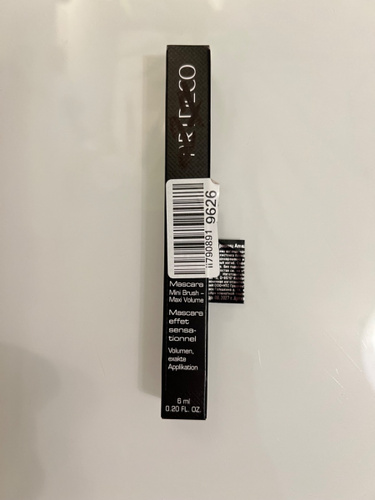 ARTDECO
ii790891 9626
Mascara
Mini Brush –
Maxi Volume
Mascara
effet
sensa-
tionnel
Volumen,
exakte
Applikation
6 ml
0.20 FL. OZ.